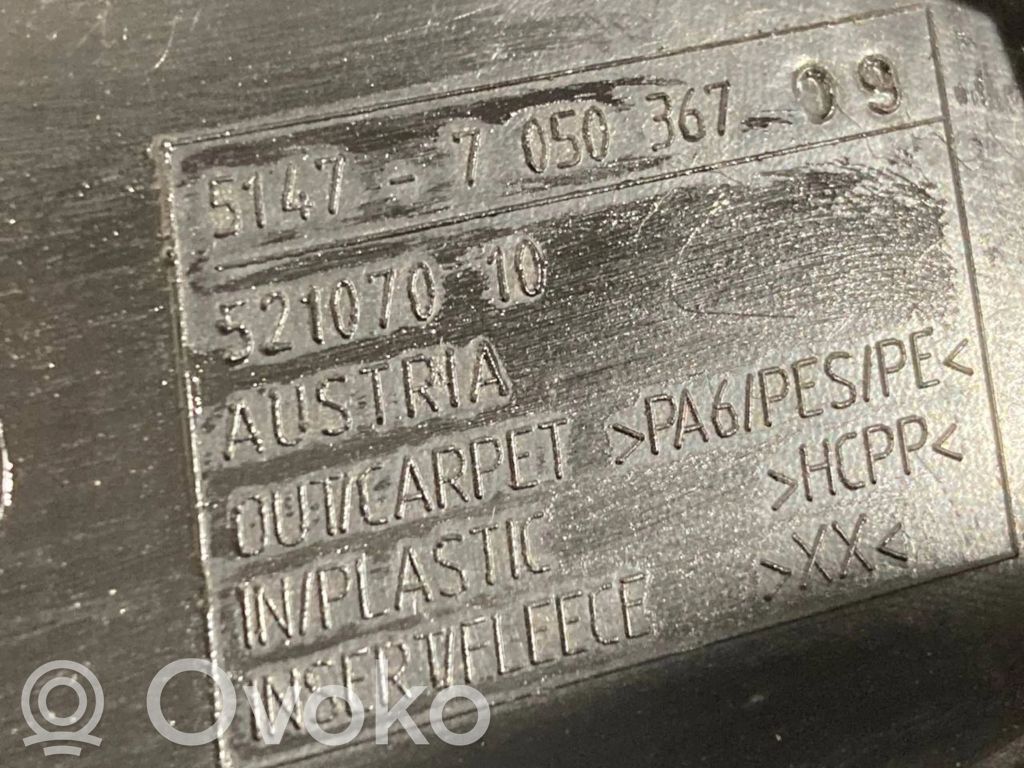 5147 - 7 050 367 09
521070 10
AUSTRIA
OUT/CARPET >PA6/PES/PE<
IN/PLASTIC >HCPP<
INSERT/FLEECE >XX<
Ovoko